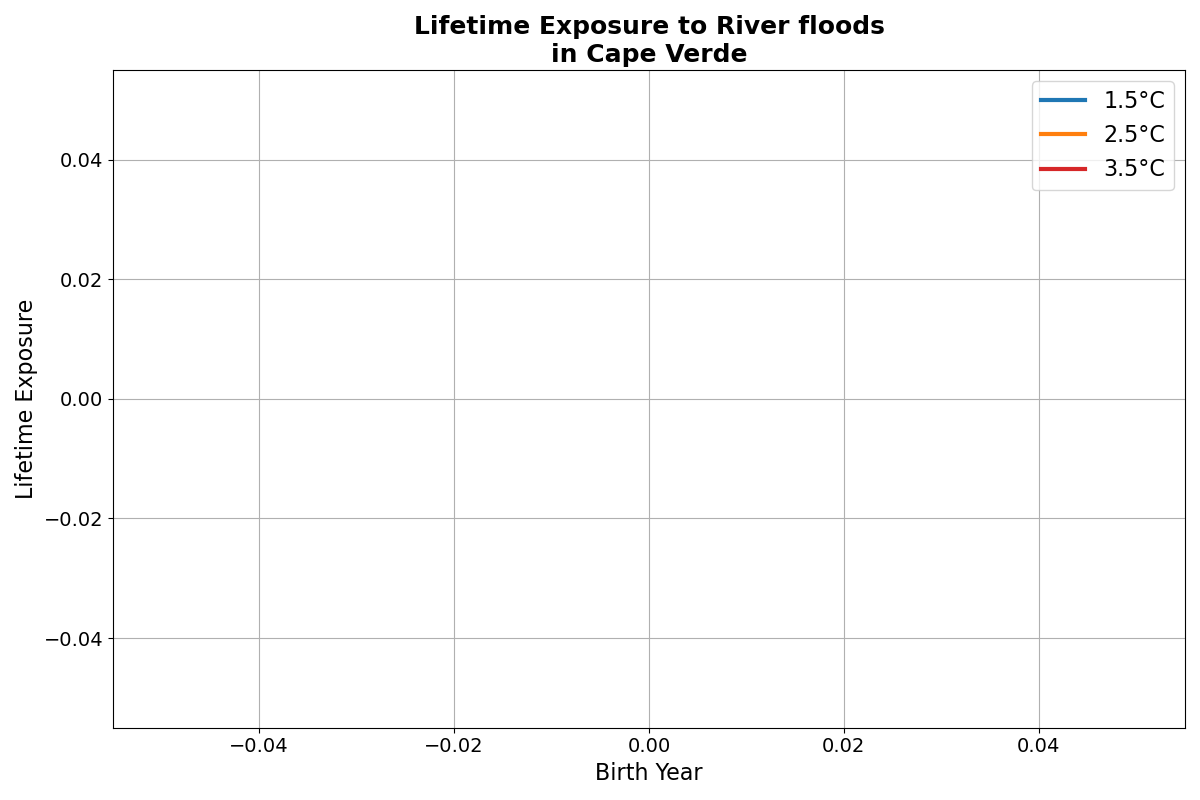 Lifetime Exposure to River floods
in Cape Verde
1.5°C
2.5°C
3.5°C
Lifetime Exposure
0.04
0.02
0.00
−0.02
−0.04
−0.04
−0.02
0.00
0.02
0.04
Birth Year